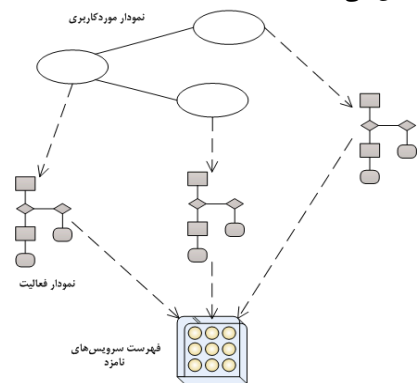 نمودار موردکاربری
نمودار فعالیت
فهرست سرویس‌های
نامزد